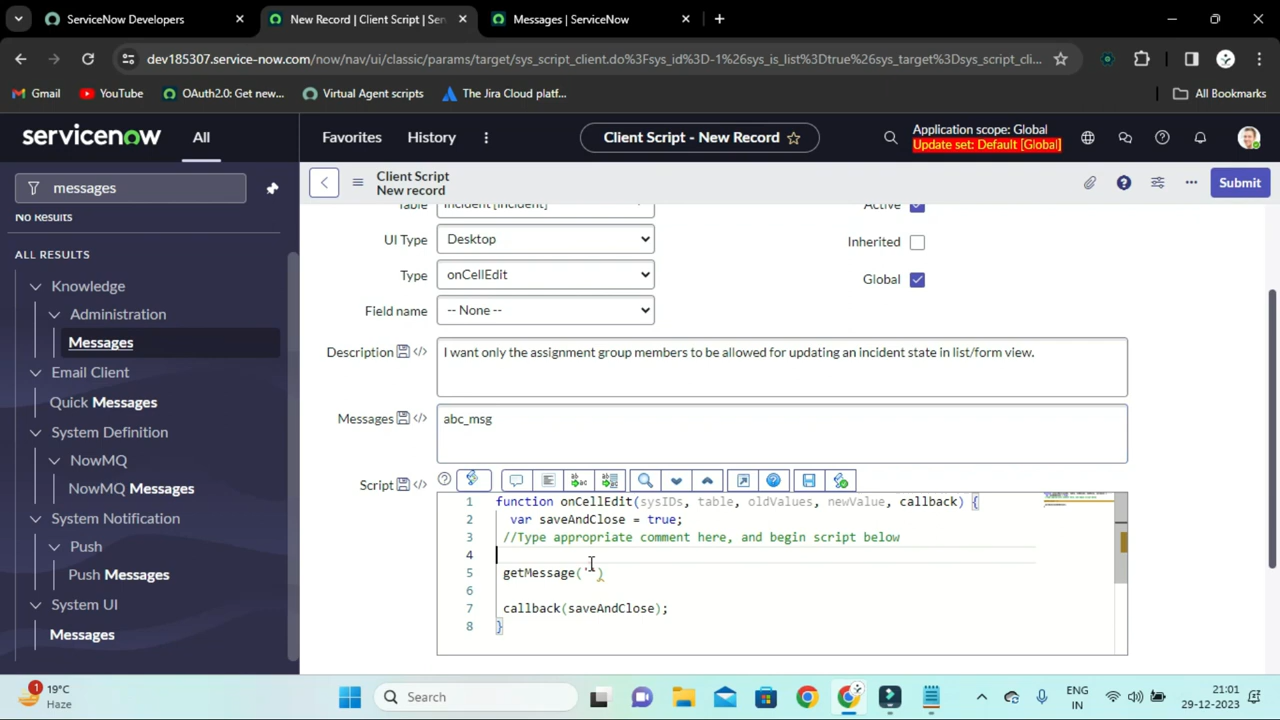 ServiceNow Developers
New Record | Client Script | Ser
Messages | ServiceNow
dev185307.service-now.com/now/nav/ui/classic/params/target/sys_script_client.do%3Fsys_id%3D-1%26sys_is_list%3Dtrue%26sys_target%3Dsys_script_cli...
Gmail
YouTube
OAuth2.0: Get new...
Virtual Agent scripts
The Jira Cloud platf...
All Bookmarks
servicenow
All
Favorites
History
Client Script - New Record
Application scope: Global
Update set: Default [Global]
messages
No Results
ALL RESULTS
Knowledge
Administration
Messages
Email Client
Quick Messages
System Definition
NowMQ
NowMQ Messages
System Notification
Push
Push Messages
System UI
Messages
Client Script
New record
Submit
Table
Incident [incident]
Active
UI Type
Desktop
Inherited
Type
onCellEdit
Global
Field name
-- None --
Description
I want only the assignment group members to be allowed for updating an incident state in list/form view.
Messages
abc_msg
Script
1 function onCellEdit(sysIDs, table, oldValues, newValue, callback) {
2 var saveAndClose = true;
3 //Type appropriate comment here, and begin script below
4
5 getMessage('')
6
7 callback(saveAndClose);
8 }
1
19°C
Haze
Search
ENG
IN
21:01
29-12-2023